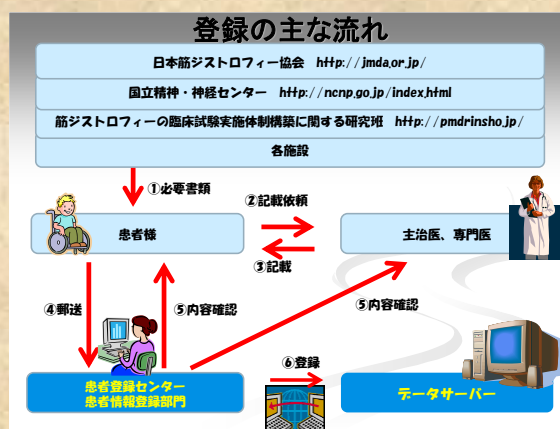 登録の主な流れ
日本筋ジストロフィー協会 http://jmda.or.jp/
国立精神・神経センター http://ncnp.go.jp/index.html
筋ジストロフィーの臨床試験実施体制構築に関する研究班 http://pmdrinsho.jp/
各施設
①必要書類
②記載依頼
患者様
主治医、専門医
③記載
④郵送
⑤内容確認
⑤内容確認
⑥登録
患者登録センター
患者情報登録部門
データサーバー